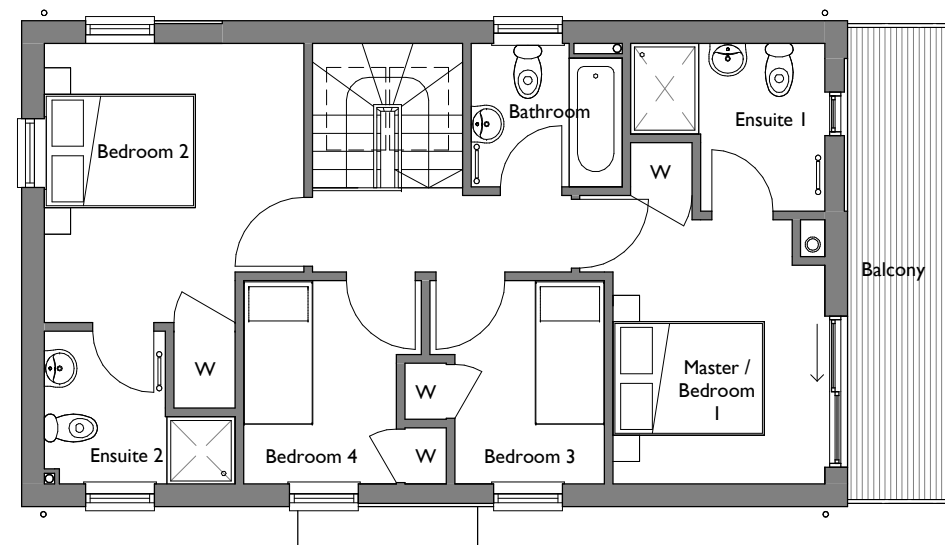 Bathroom
Ensuite 1
Bedroom 2
W
Balcony
W
Master /
Bedroom
1
W
Ensuite 2
Bedroom 4
W
Bedroom 3